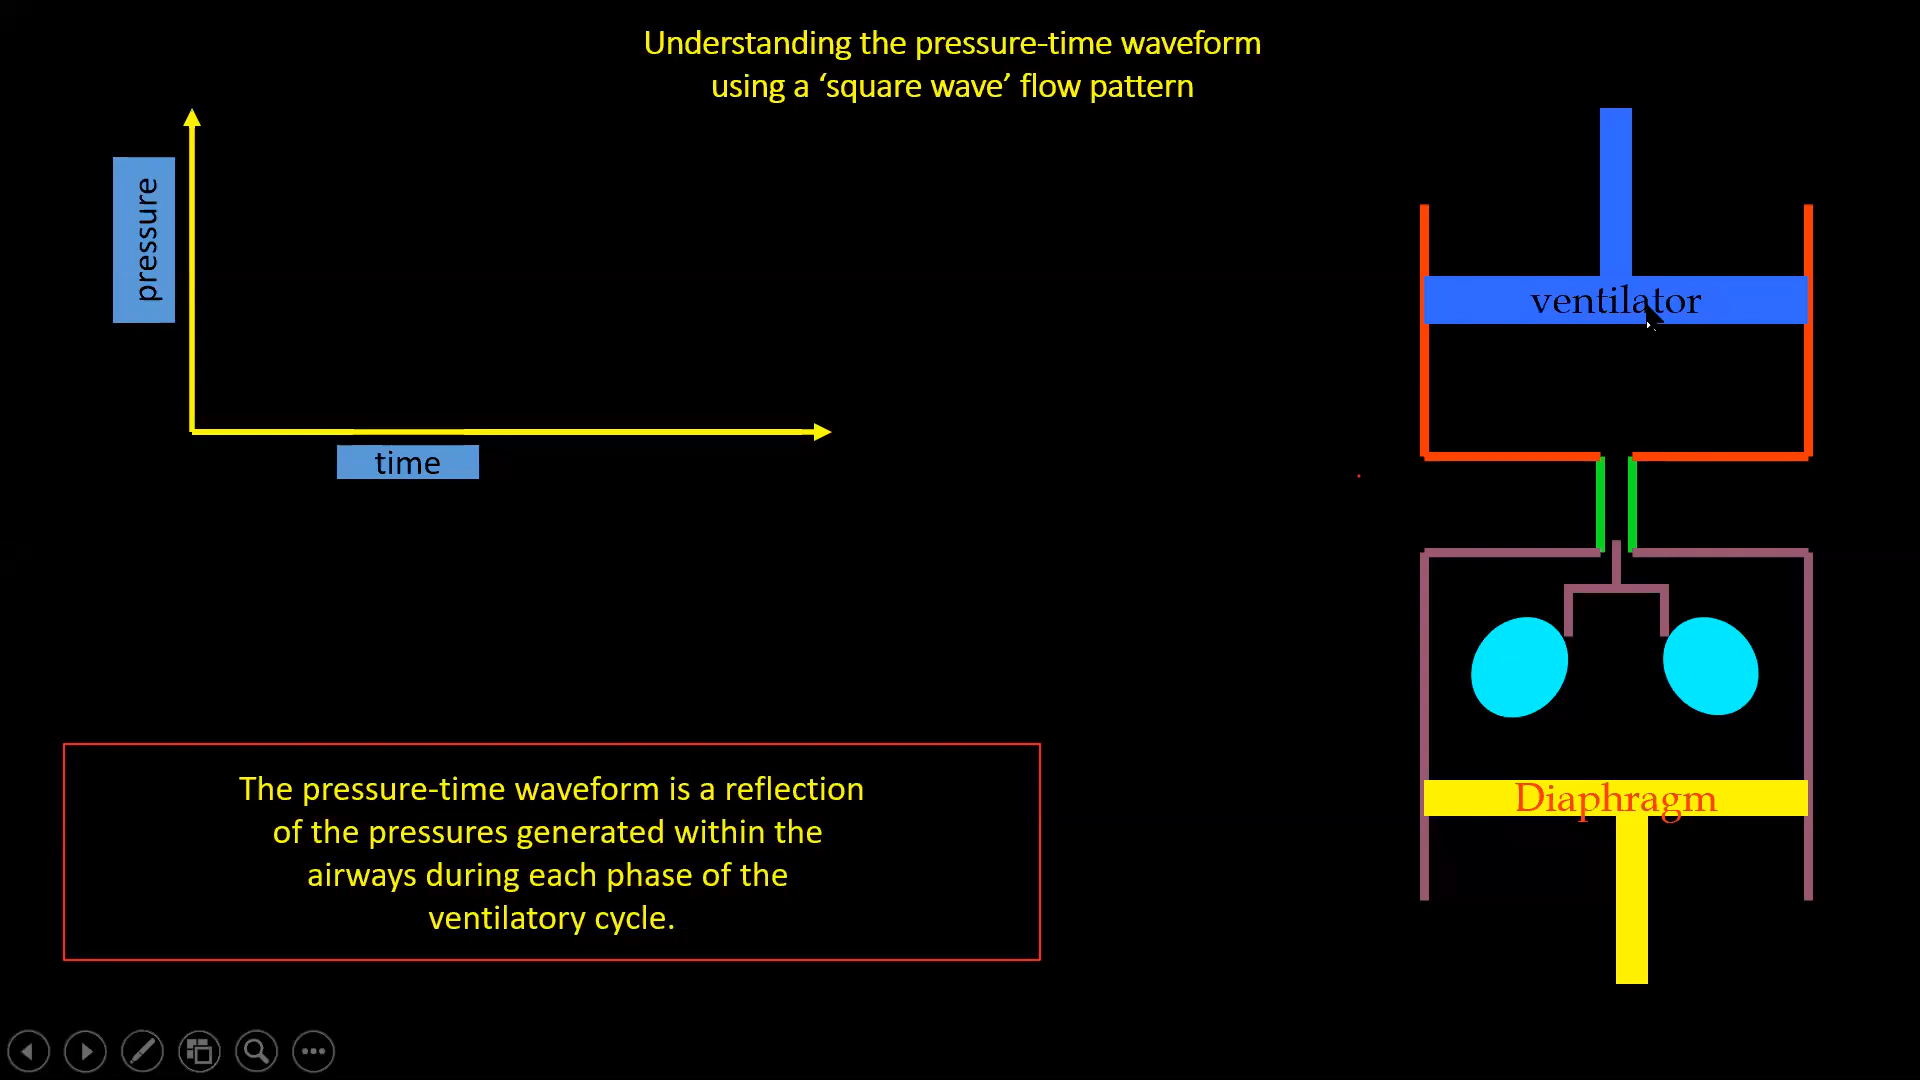 Understanding the pressure-time waveform
using a ‘square wave’ flow pattern
pressure
time
ventilator
Diaphragm
The pressure-time waveform is a reflection
of the pressures generated within the
airways during each phase of the
ventilatory cycle.